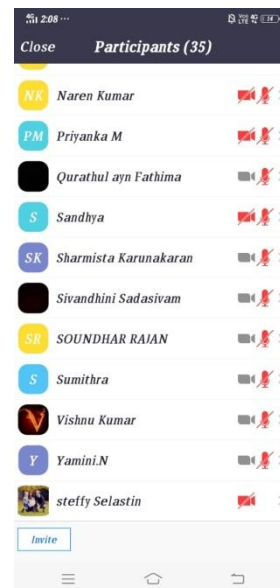 2:08 ...
Close Participants (35)
NK Naren Kumar
PM Priyanka M
Qurathul ayn Fathima
S Sandhya
SK Sharmista Karunakaran
Sivandhini Sadasivam
SR SOUNDHAR RAJAN
S Sumithra
V Vishnu Kumar
Y Yamini.N
steffy Selastin
Invite